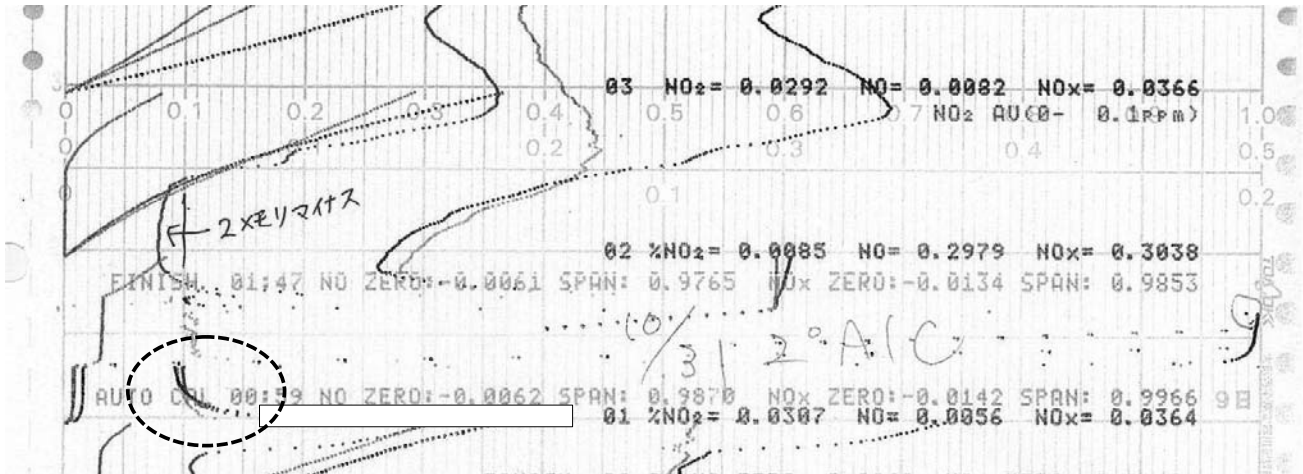 03 NO₂= 0.0292 NO= 0.0082 NOx= 0.0366
0 0.1 0.2 0.3 0.4 0.5 0.6 0.7 1.0
NO₂ AU(0- 0.1ppm)
0.2 0.3 0.4 0.5
0 0.1 0.2
2メモリマイナス
02 %NO₂= 0.0085 NO= 0.2979 NOx= 0.3038
FINISH 01:47 NO ZERO:-0.0061 SPAN: 0.9765 NOx ZERO:-0.0134 SPAN: 0.9853
10/31 2° AIC
AUTO CAL 00:59 NO ZERO:-0.0062 SPAN: 0.9870 NOx ZERO:-0.0142 SPAN: 0.9966 9日
01 %NO₂= 0.0307 NO= 0.0056 NOx= 0.0364